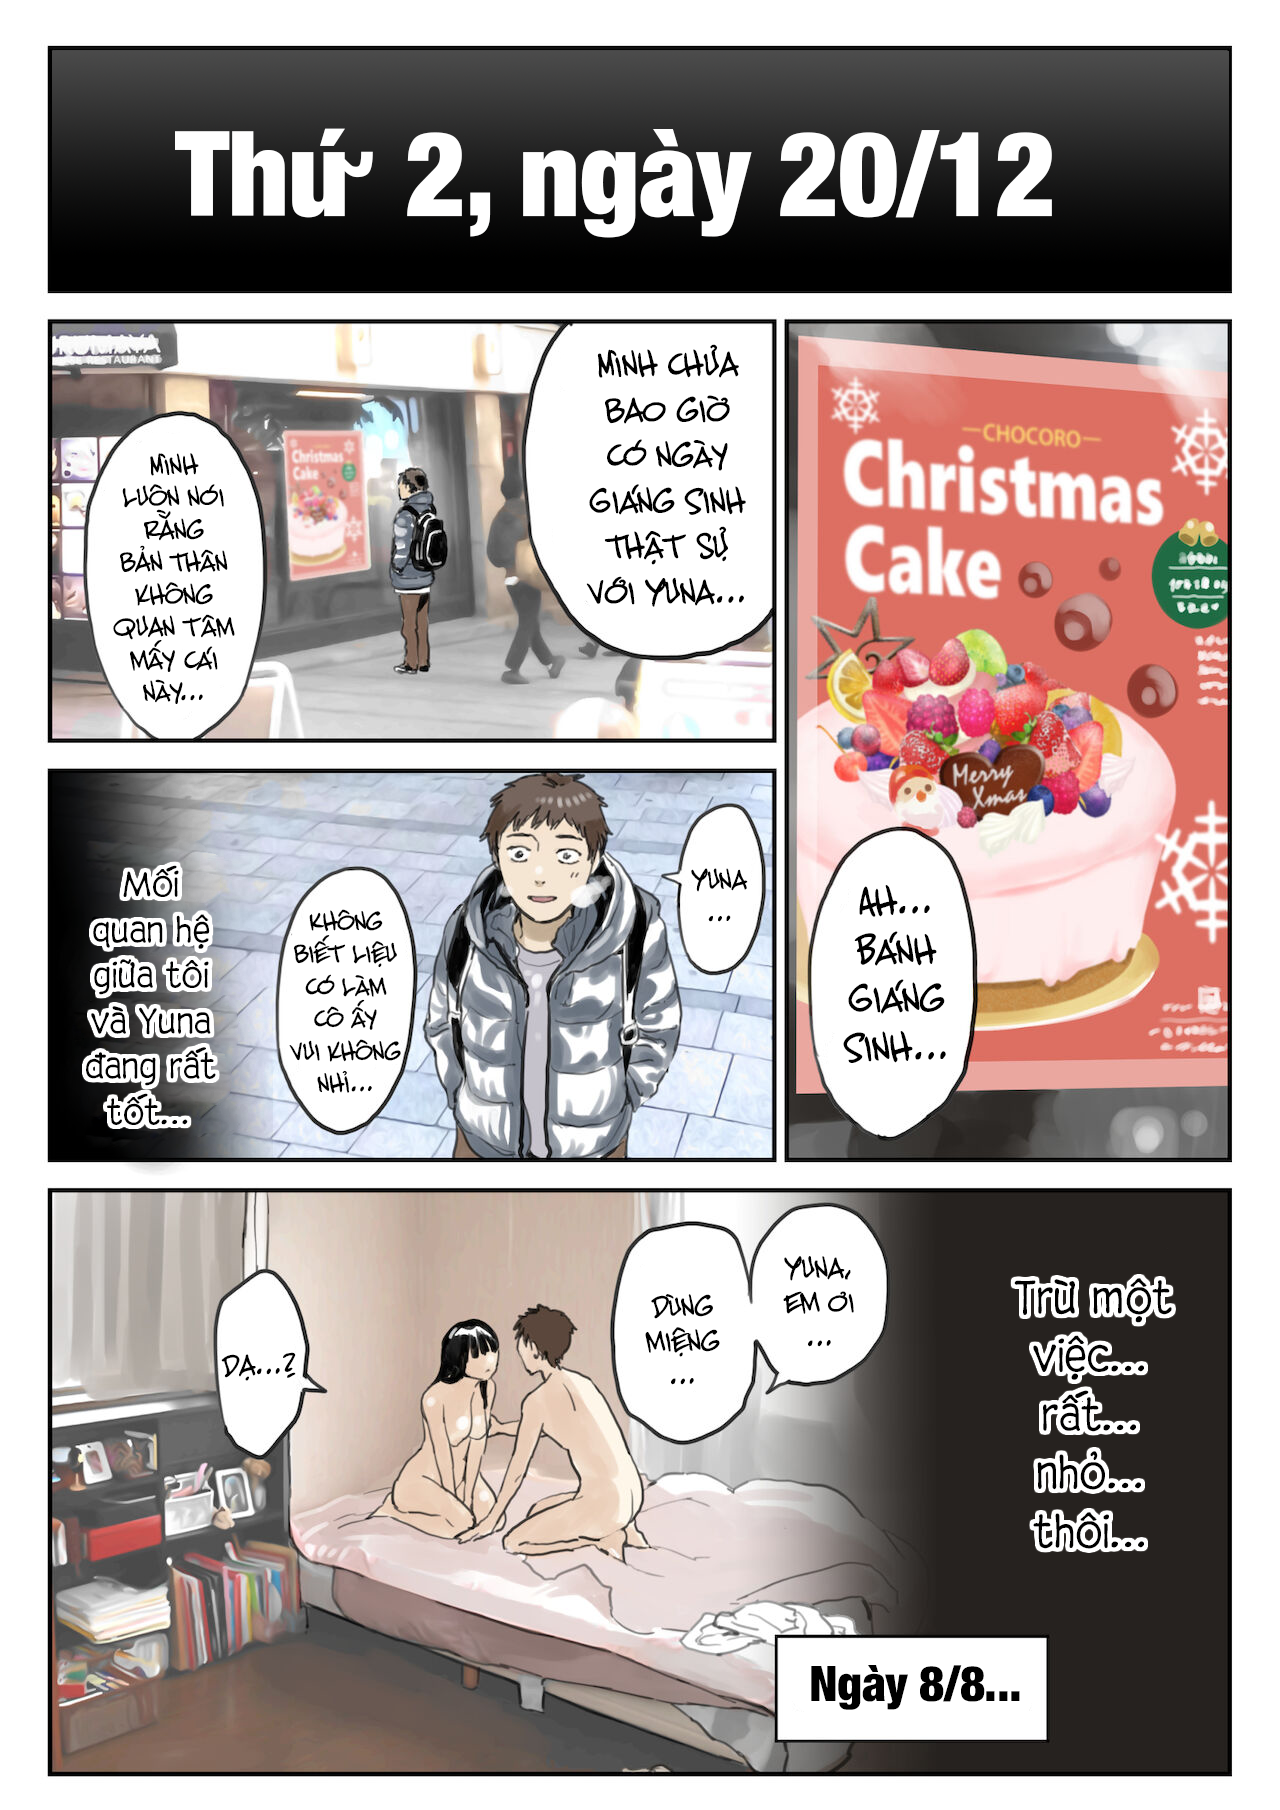 Thứ 2, ngày 20/12
—CHOCORO—
Christmas
Cake
Merry
Xmas
AH...
BÁNH
GIÁNG
SINH...
MÌNH CHƯA
BAO GIỜ
CÓ NGÀY
GIÁNG SINH
THẬT SỰ
VỚI YUNA...
Christmas
Cake
RESTAURANT
MÌNH
LUÔN NÓI
RẰNG
BẢN THÂN
KHÔNG
QUAN TÂM
MẤY CÁI
NÀY...
YUNA
...
KHÔNG
BIẾT LIỆU
CÓ LÀM
CÔ ẤY
VUI KHÔNG
NHỈ...
Mối
quan hệ
giữa tôi
và Yuna
đang rất
tốt...
Trừ một
việc...
rất...
nhỏ...
thôi...
YUNA,
EM ƠI
...
DÙNG
MIỆNG
...
DẠ...?
Ngày 8/8...